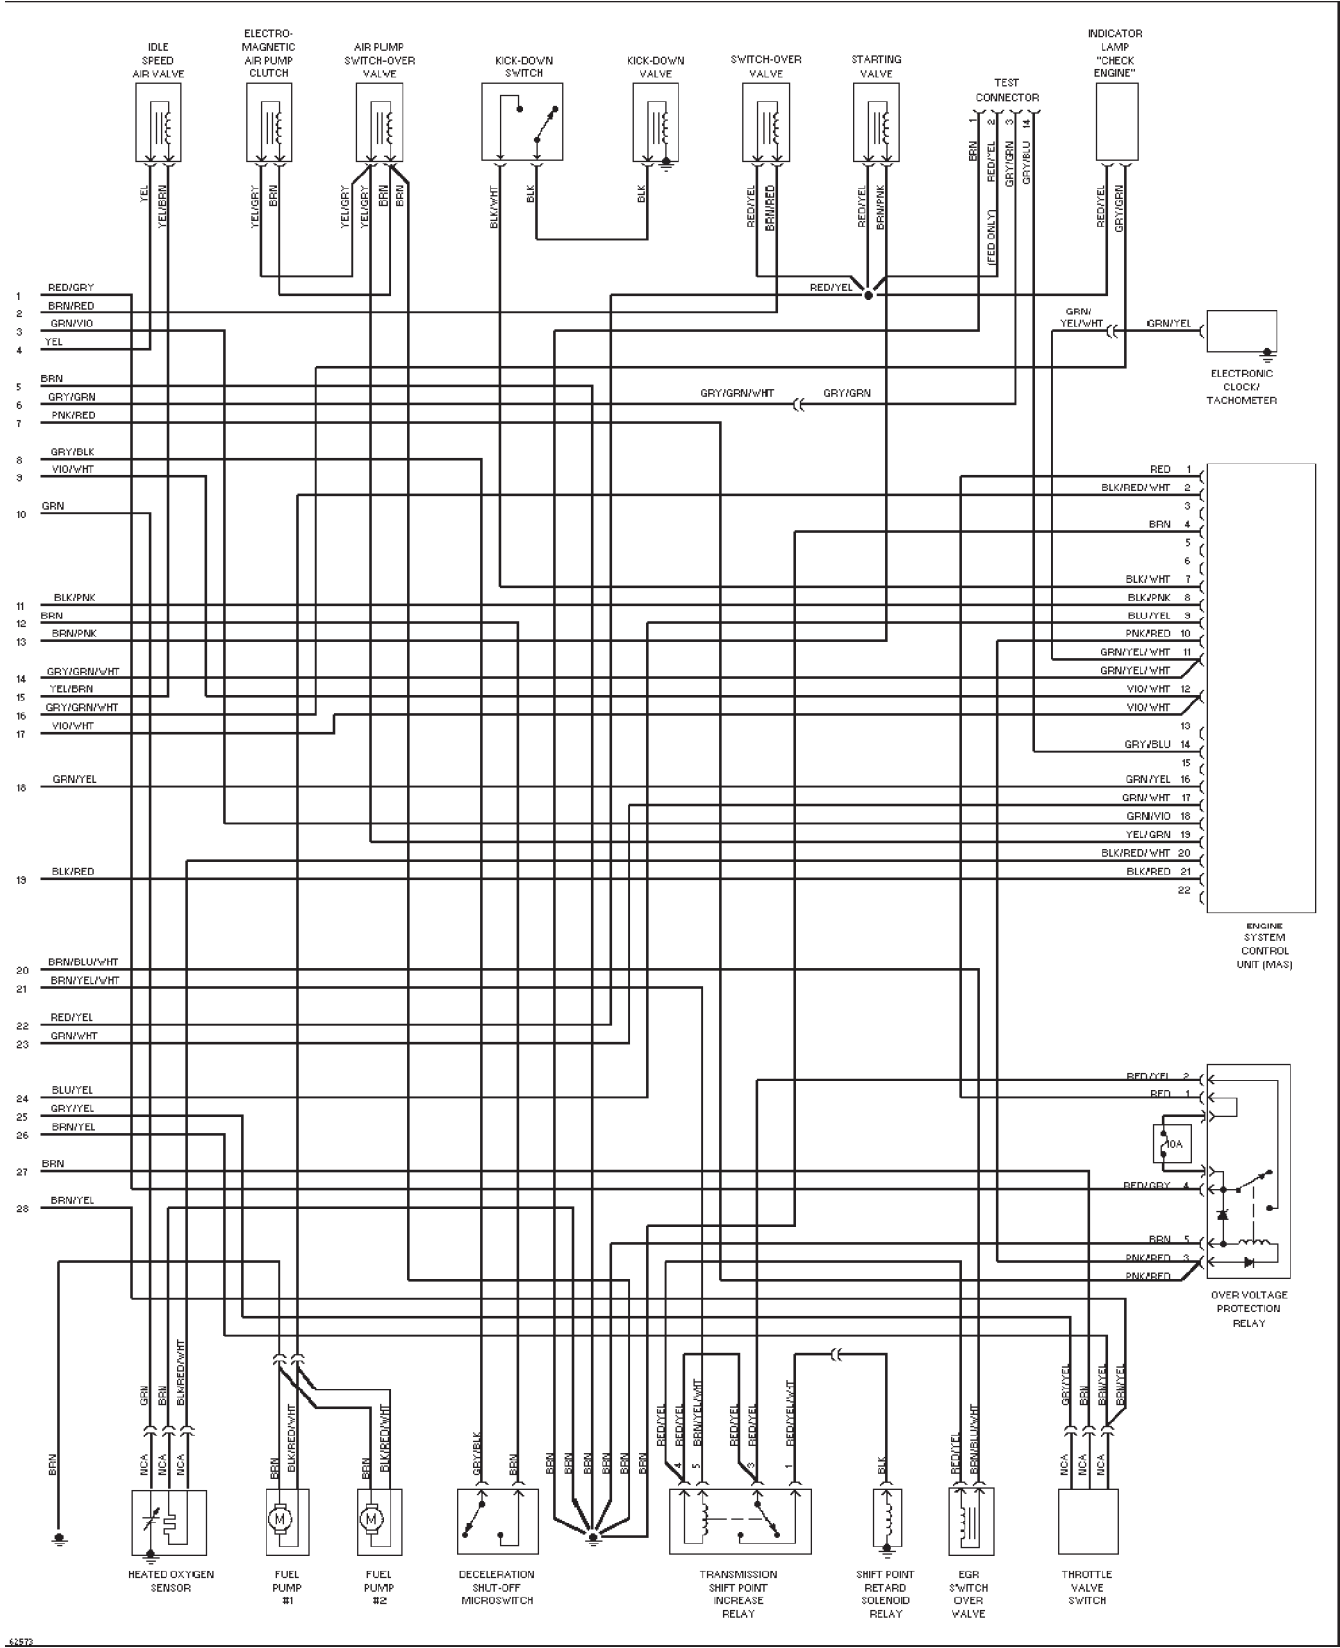 IDLE
SPEED
AIR VALVE
ELECTRO-
MAGNETIC
AIR PUMP
CLUTCH
AIR PUMP
SWITCH-OVER
VALVE
KICK-DOWN
SWITCH
KICK-DOWN
VALVE
SWITCH-OVER
VALVE
STARTING
VALVE
TEST
CONNECTOR
INDICATOR
LAMP
"CHECK
ENGINE"
1
2
3
14
YEL
YEL/BRN
YEL/GRY
BRN
YEL/GRY
YEL/GRY
BRN
BRN
BLK/WHT
BLK
BLK
RED/YEL
BRN/RED
RED/YEL
BRN/PNK
BRN
RED/YEL
(FED ONLY)
GRY/GRN
GRY/BLU
RED/YEL
GRY/GRN
1 RED/GRY
RED/YEL
2 BRN/RED
3 GRN/VIO
4 YEL
GRN/
YEL/WHT
GRN/YEL
ELECTRONIC
CLOCK/
TACHOMETER
5 BRN
6 GRY/GRN
GRY/GRN/WHT
GRY/GRN
7 PNK/RED
8 GRY/BLK
9 VIO/WHT
10 GRN
11 BLK/PNK
12 BRN
13 BRN/PNK
14 GRY/GRN/WHT
15 YEL/BRN
16 GRY/GRN/WHT
17 VIO/WHT
18 GRN/YEL
19 BLK/RED
20 BRN/BLU/WHT
21 BRN/YEL/WHT
22 RED/YEL
23 GRN/WHT
24 BLU/YEL
25 GRY/YEL
26 BRN/YEL
27 BRN
28 BRN/YEL
RED 1
BLK/RED/WHT 2
3
BRN 4
5
6
BLK/WHT 7
BLK/PNK 8
BLU/YEL 9
PNK/RED 10
GRN/YEL/WHT 11
GRN/YEL/WHT
VIO/WHT 12
VIO/WHT
13
GRY/BLU 14
15
GRN/YEL 16
GRN/WHT 17
GRN/VIO 18
YEL/GRN 19
BLK/RED/WHT 20
BLK/RED 21
22
ENGINE
SYSTEM
CONTROL
UNIT (MAS)
RED/YEL 2
RED 1
10A
RED/GRY 4
BRN 5
PNK/RED 3
PNK/RED
OVER VOLTAGE
PROTECTION
RELAY
BRN
GRN
BRN
BLK/RED/WHT
NCA
NCA
NCA
BRN
BLK/RED/WHT
BRN
BLK/RED/WHT
GRY/BLK
BRN
BRN
BRN
BRN
BRN
BRN
BRN
RED/YEL
RED/YEL
4
BRN/YEL/WHT
5
RED/YEL
RED/YEL
3
RED/YEL/WHT
1
BLK
RED/YEL
BRN/BLU/WHT
GRY/YEL
BRN
BRN/YEL
BRN/YEL
NCA
NCA
NCA
M
M
HEATED OXYGEN
SENSOR
FUEL
PUMP
#1
FUEL
PUMP
#2
DECELERATION
SHUT-OFF
MICROSWITCH
TRANSMISSION
SHIFT POINT
INCREASE
RELAY
SHIFT POINT
RETARD
SOLENOID
RELAY
EGR
SWITCH
OVER
VALVE
THROTTLE
VALVE
SWITCH
62573